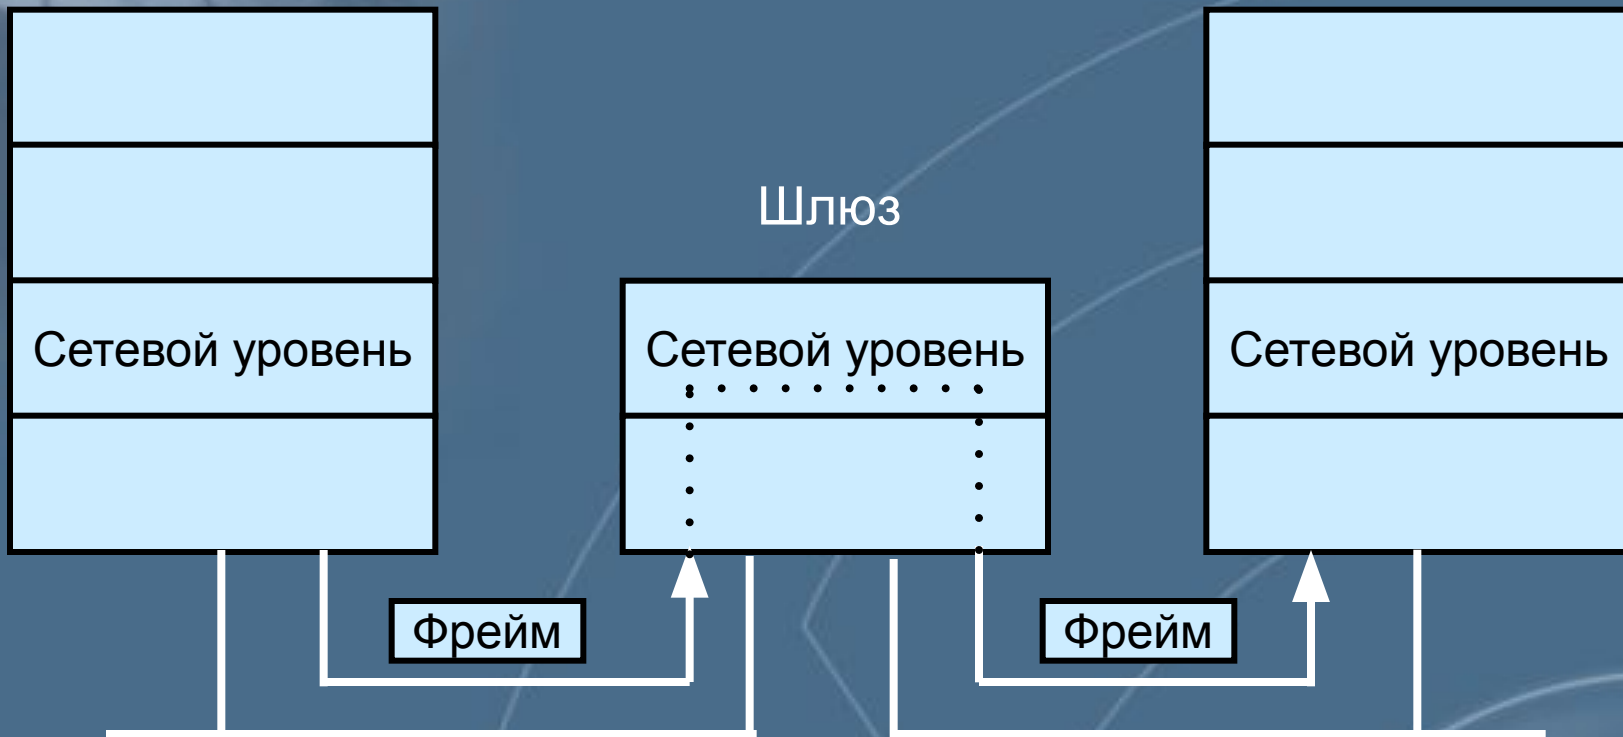 Шлюз
Сетевой уровень
Сетевой уровень
Сетевой уровень
Фрейм
Фрейм